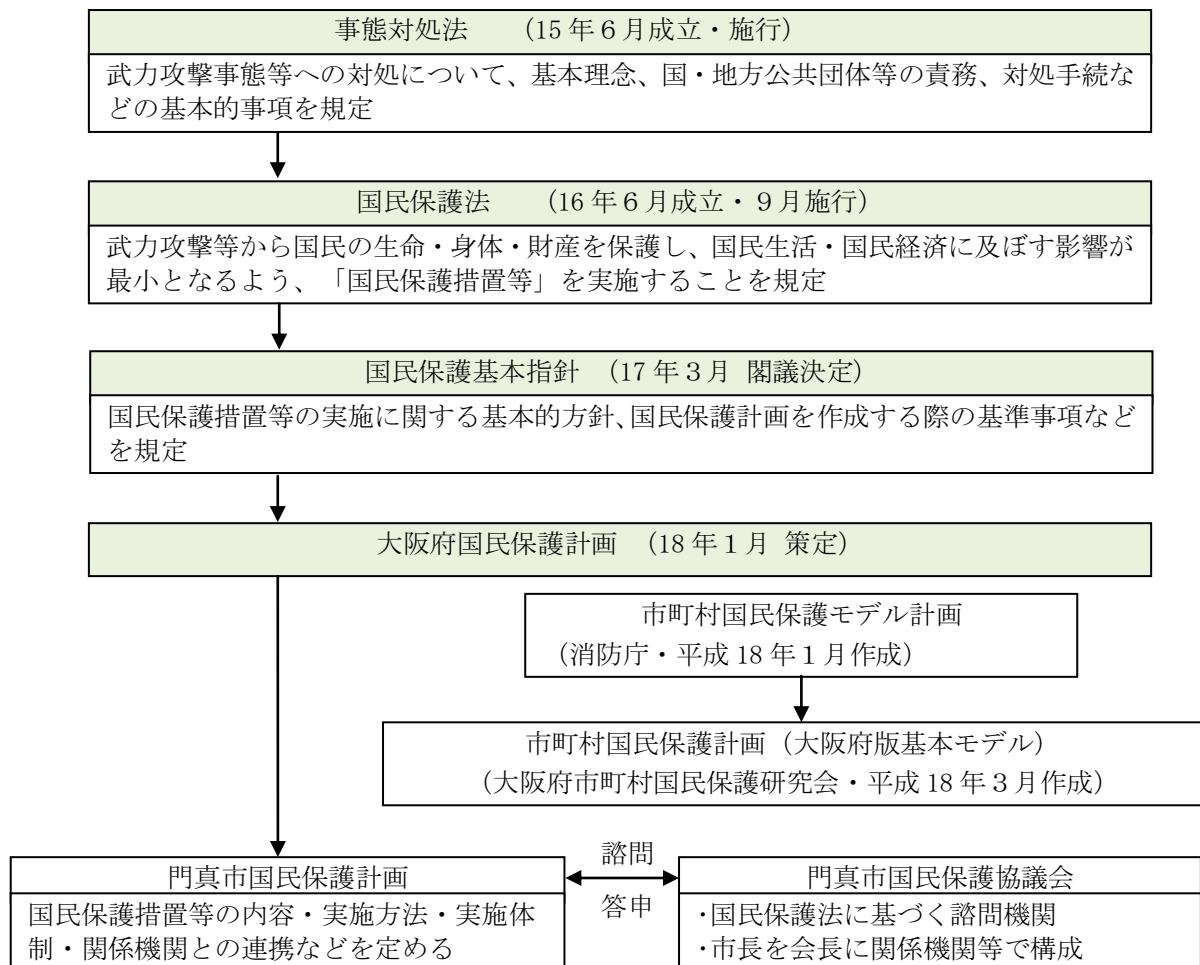 事態対処法　（15年６月成立・施行）
武力攻撃事態等への対処について、基本理念、国・地方公共団体等の責務、対処手続な
どの基本的事項を規定
国民保護法　（16年６月成立・９月施行）
武力攻撃等から国民の生命・身体・財産を保護し、国民生活・国民経済に及ぼす影響が
最小となるよう、「国民保護措置等」を実施することを規定
国民保護基本指針　（17年３月 閣議決定）
国民保護措置等の実施に関する基本的方針、国民保護計画を作成する際の基準事項など
を規定
大阪府国民保護計画　（18年１月 策定）
市町村国民保護モデル計画
（消防庁・平成18年１月作成）
市町村国民保護計画（大阪府版基本モデル）
（大阪府市町村国民保護研究会・平成18年３月作成）
門真市国民保護計画
国民保護措置等の内容・実施方法・実施体
制・関係機関との連携などを定める
諮問
答申
門真市国民保護協議会
・国民保護法に基づく諮問機関
・市長を会長に関係機関等で構成